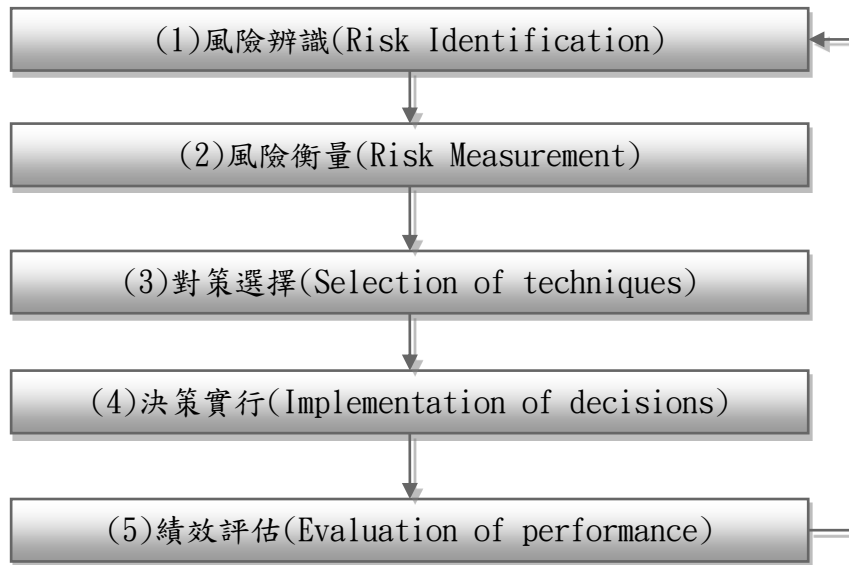 (1)風險辨識(Risk Identification)
(2)風險衡量(Risk Measurement)
(3)對策選擇(Selection of techniques)
(4)決策實行(Implementation of decisions)
(5)績效評估(Evaluation of performance)